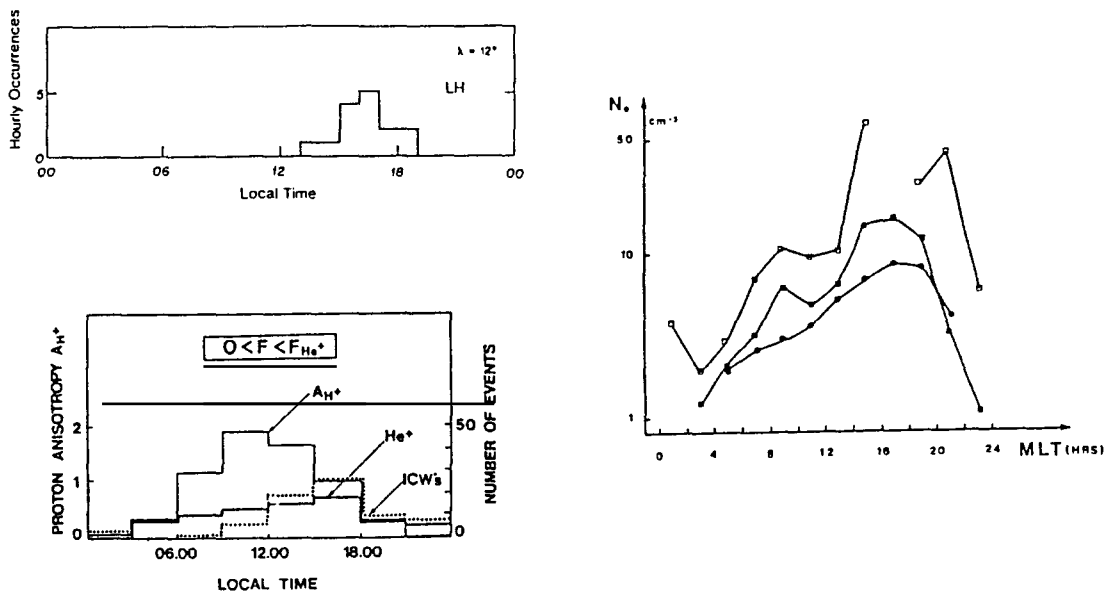 Hourly Occurrences
λ = 12°
LH
5
0
00 06 12 18 00
Local Time
PROTON ANISOTROPY A_H+
O < F < F_He+
A_H+
He+
ICW's
2
1
0
50
0
NUMBER OF EVENTS
06.00 12.00 18.00
LOCAL TIME
N.
cm⁻³
50
10
1
0 4 8 12 16 20 24
MLT (HRS)